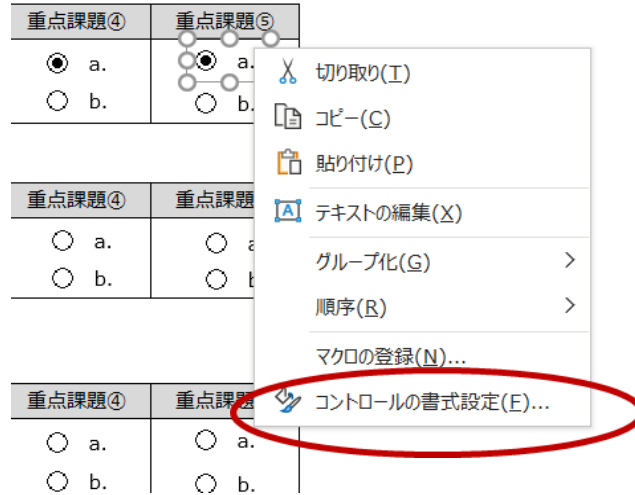 重点課題④ 重点課題⑤
a. a.
b. b.
切り取り(T)
コピー(C)
貼り付け(P)
テキストの編集(X)
グループ化(G)
順序(R)
マクロの登録(N)...
コントロールの書式設定(F)...
重点課題④ 重点課題
a.
b.
重点課題④ 重点課題
a. a.
b. b.